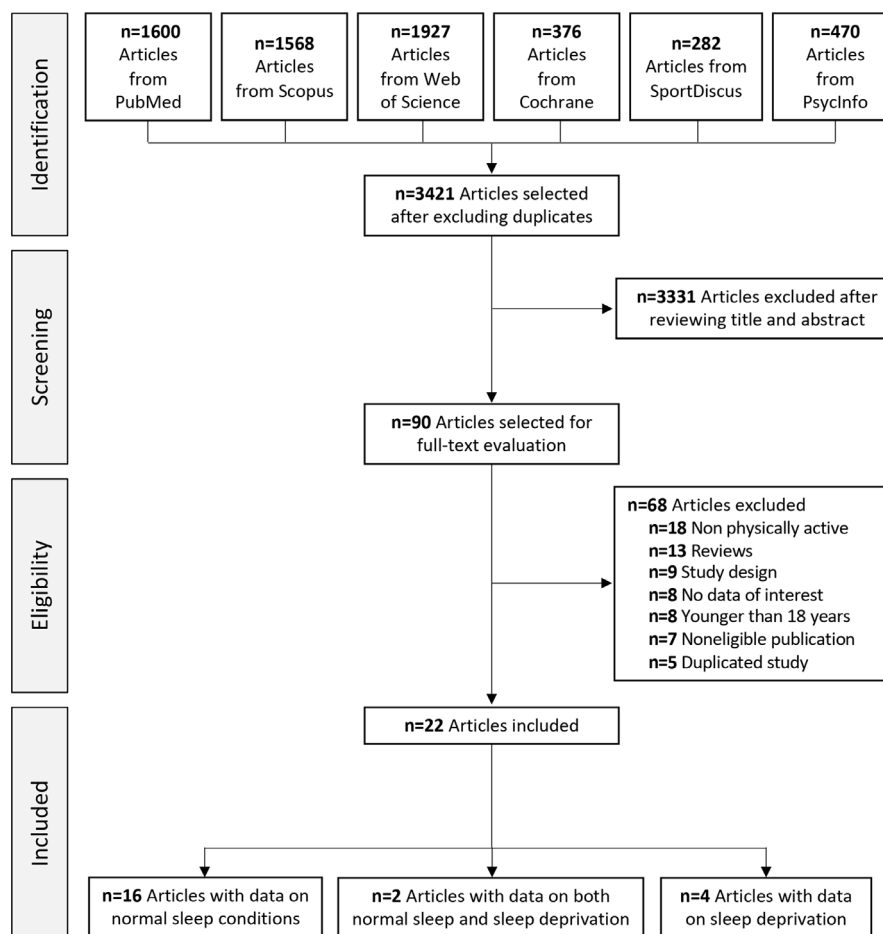 Identification
n=1600
Articles
from
PubMed
n=1568
Articles
from Scopus
n=1927
Articles
from Web
of Science
n=376
Articles
from
Cochrane
n=282
Articles from
SportDiscus
n=470
Articles
from
PsycInfo
n=3421 Articles selected
after excluding duplicates
Screening
n=3331 Articles excluded after
reviewing title and abstract
n=90 Articles selected for
full-text evaluation
Eligibility
n=68 Articles excluded
n=18 Non physically active
n=13 Reviews
n=9 Study design
n=8 No data of interest
n=8 Younger than 18 years
n=7 Noneligible publication
n=5 Duplicated study
Included
n=22 Articles included
n=16 Articles with data on
normal sleep conditions
n=2 Articles with data on both
normal sleep and sleep deprivation
n=4 Articles with data
on sleep deprivation